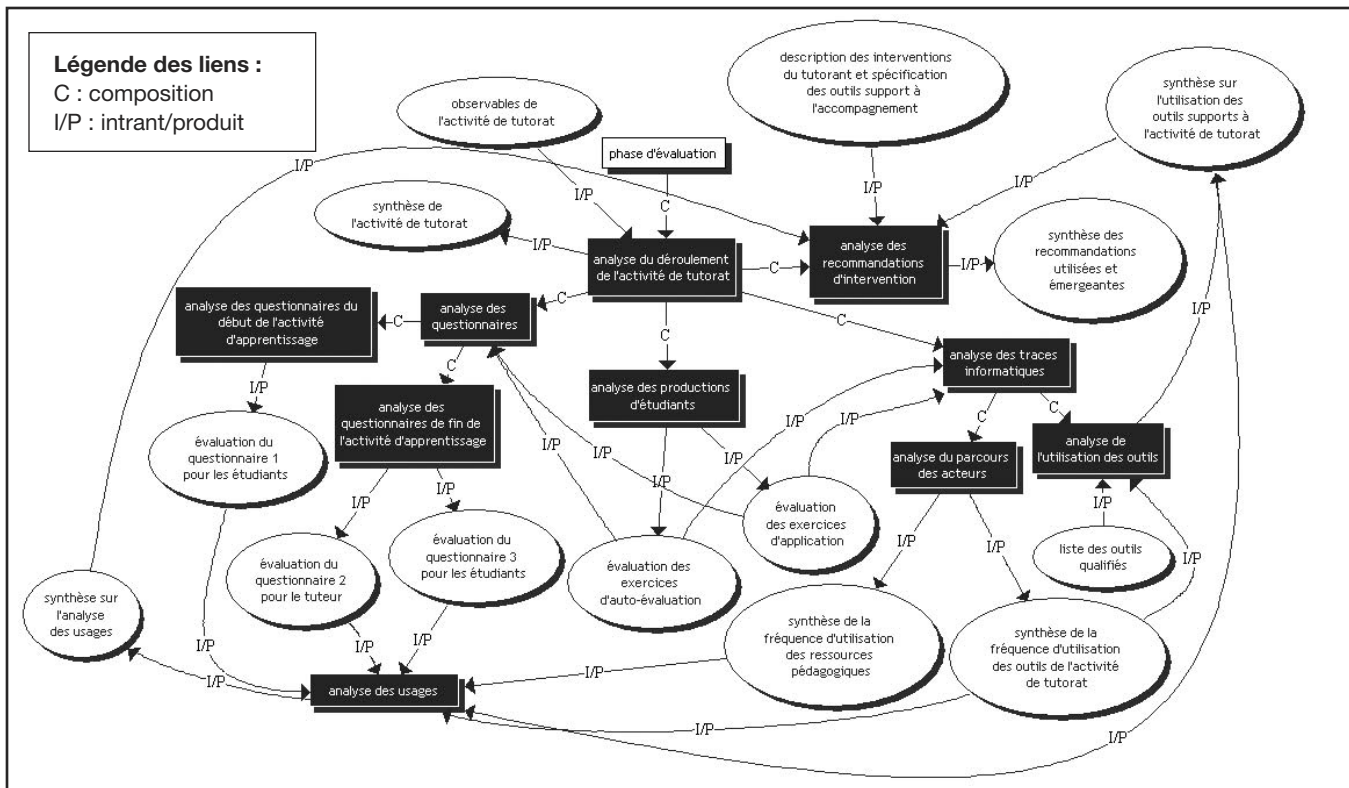 Légende des liens :
C : composition
I/P : intrant/produit
observables de
l'activité de tutorat
description des interventions
du tutorant et spécification
des outils support à
l'accompagnement
synthèse sur
l'utilisation des
outils supports à
l'activité de tutorat
phase d'évaluation
I/P
I/P
I/P
I/P
C
synthèse de
l'activité de tutorat
I/P
analyse du déroulement
de l'activité de tutorat
C
analyse des
recommandations
d'intervention
I/P
synthèse des
recommandations
utilisées et
émergeantes
analyse des questionnaires du
début de l'activité
d'apprentissage
C
analyse des
questionnaires
C
C
C
I/P
analyse des traces
informatiques
I/P
C
analyse des
questionnaires de fin de
l'activité d'apprentissage
analyse des productions
d'étudiants
I/P
I/P
C
C
évaluation du
questionnaire 1
pour les étudiants
I/P
I/P
I/P
I/P
analyse du parcours
des acteurs
analyse de
l'utilisation des outils
I/P
I/P
évaluation
des exercices
d'application
I/P
évaluation du
questionnaire 2
pour le tuteur
évaluation du
questionnaire 3
pour les étudiants
évaluation des
exercices
d'auto-évaluation
I/P
I/P
liste des outils
qualifiés
I/P
synthèse sur
l'analyse
des usages
I/P
I/P
I/P
synthèse de la
fréquence d'utilisation
des ressources
pédagogiques
synthèse de la
fréquence d'utilisation
des outils de l'activité
de tutorat
I/P
analyse des usages
I/P
I/P
I/P